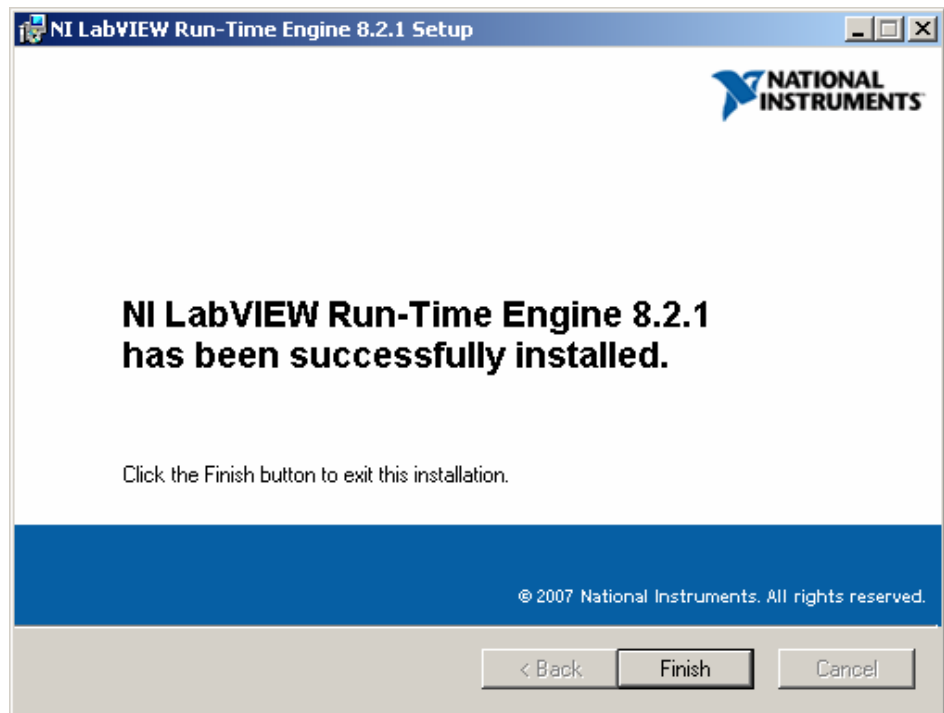 NI LabVIEW Run-Time Engine 8.2.1 Setup
NATIONAL
INSTRUMENTS
NI LabVIEW Run-Time Engine 8.2.1
has been successfully installed.
Click the Finish button to exit this installation.
© 2007 National Instruments. All rights reserved.
< Back Finish Cancel